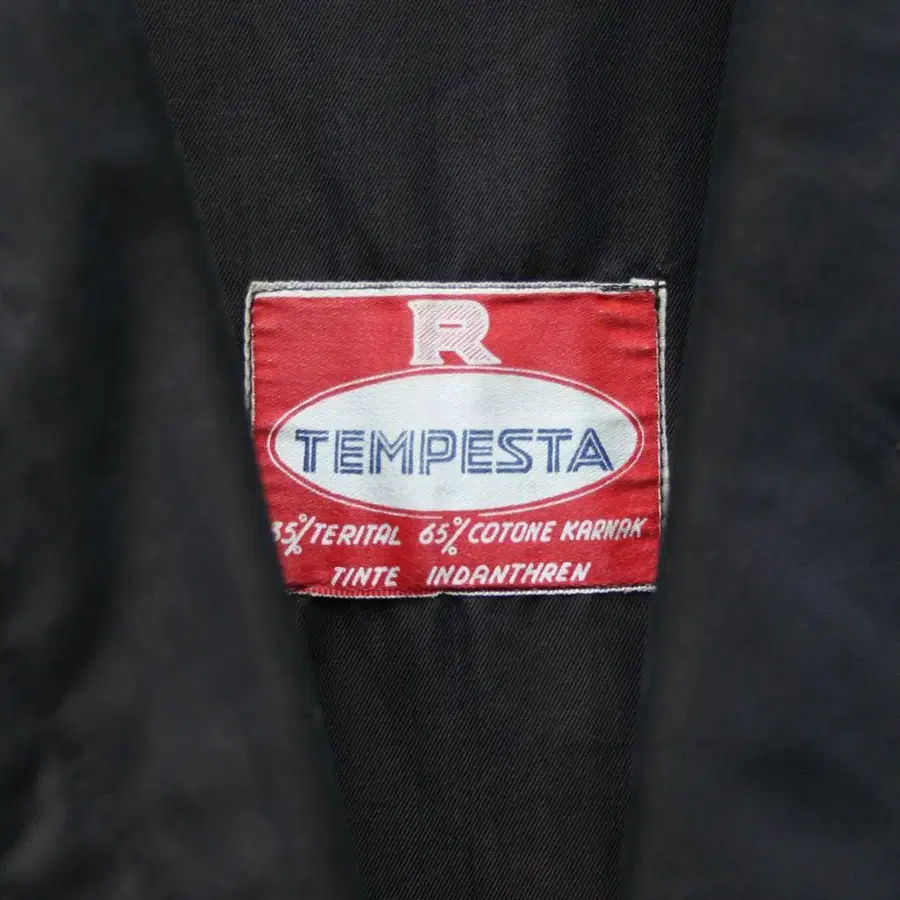 R
TEMPESTA
35% TERITAL 65% COTONE KARNAK
TINTE INDANTHREN